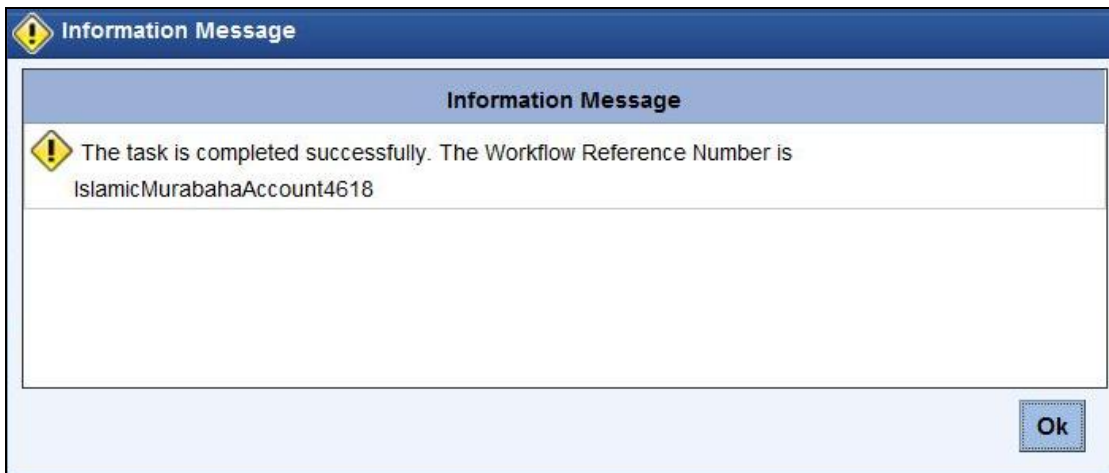 Information Message
Information Message
The task is completed successfully. The Workflow Reference Number is
IslamicMurabahaAccount4618
Ok